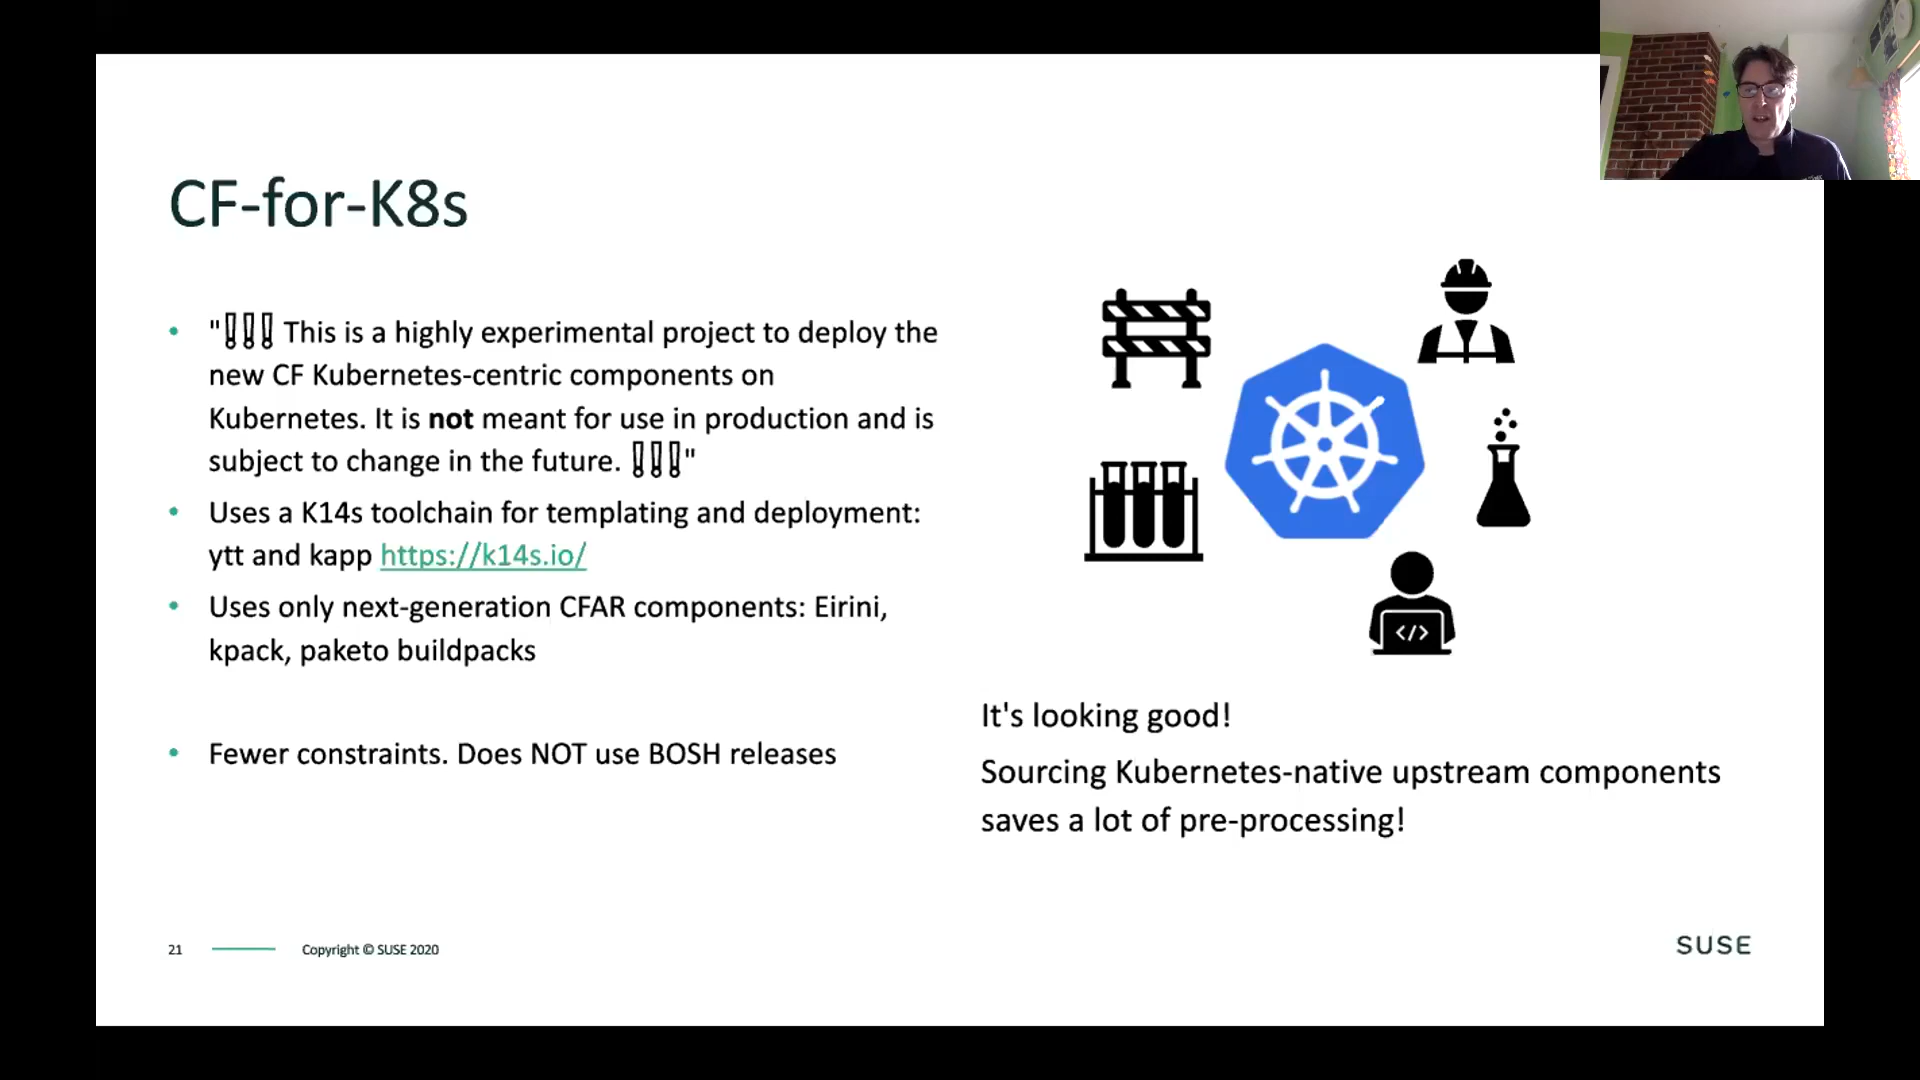 CF-for-K8s
• "❗❗❗ This is a highly experimental project to deploy the
new CF Kubernetes-centric components on
Kubernetes. It is not meant for use in production and is
subject to change in the future. ❗❗❗"
• Uses a K14s toolchain for templating and deployment:
ytt and kapp https://k14s.io/
• Uses only next-generation CFAR components: Eirini,
kpack, paketo buildpacks
• Fewer constraints. Does NOT use BOSH releases
</>
It's looking good!
Sourcing Kubernetes-native upstream components
saves a lot of pre-processing!
21 Copyright © SUSE 2020
SUSE